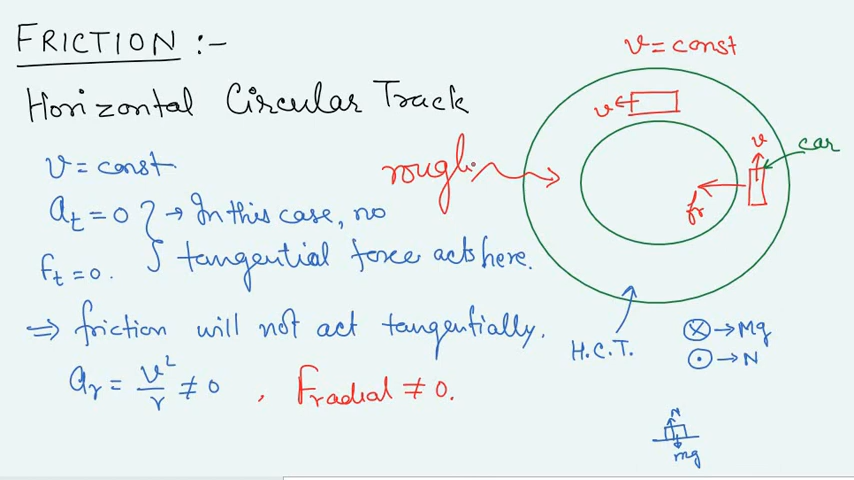 FRICTION :-
Horizontal Circular Track
v = const
a_t = 0 } → In this case, no
F_t = 0. tangential force acts here.
⇒ friction will not act tangentially.
a_r = v²/r ≠ 0 , F_radial ≠ 0.
v = const
v
rough
v
car
fr
H.C.T.
⊗ → Mg
⊙ → N
N
mg